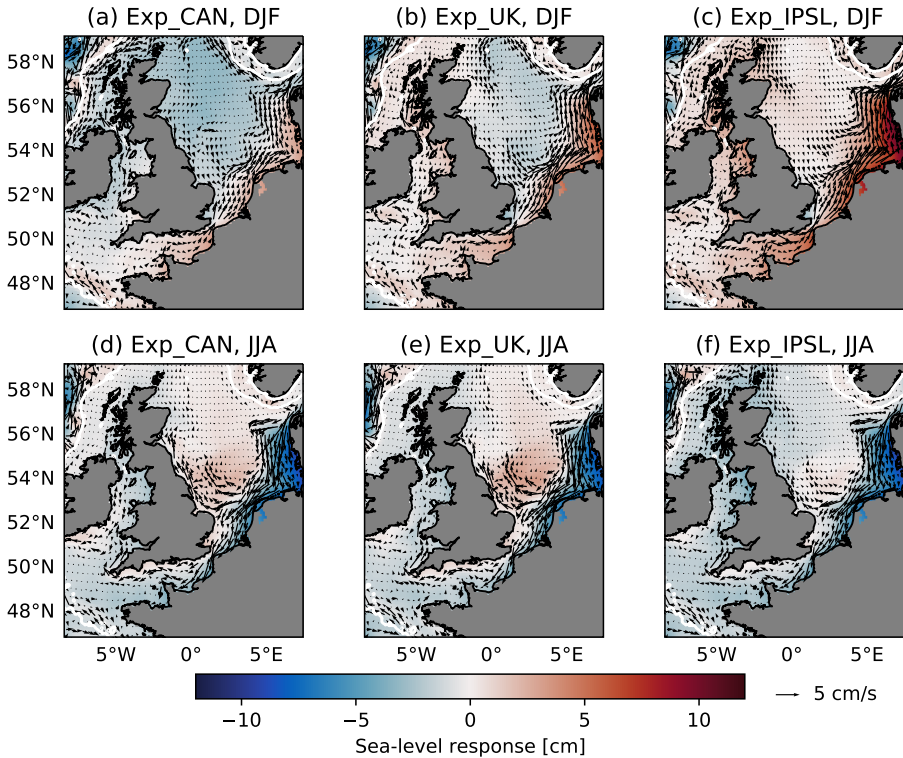 (a) Exp_CAN, DJF
(b) Exp_UK, DJF
(c) Exp_IPSL, DJF
58°N
56°N
54°N
52°N
50°N
48°N
(d) Exp_CAN, JJA
(e) Exp_UK, JJA
(f) Exp_IPSL, JJA
58°N
56°N
54°N
52°N
50°N
48°N
5°W 0° 5°E
5°W 0° 5°E
5°W 0° 5°E
5 cm/s
−10 −5 0 5 10
Sea-level response [cm]